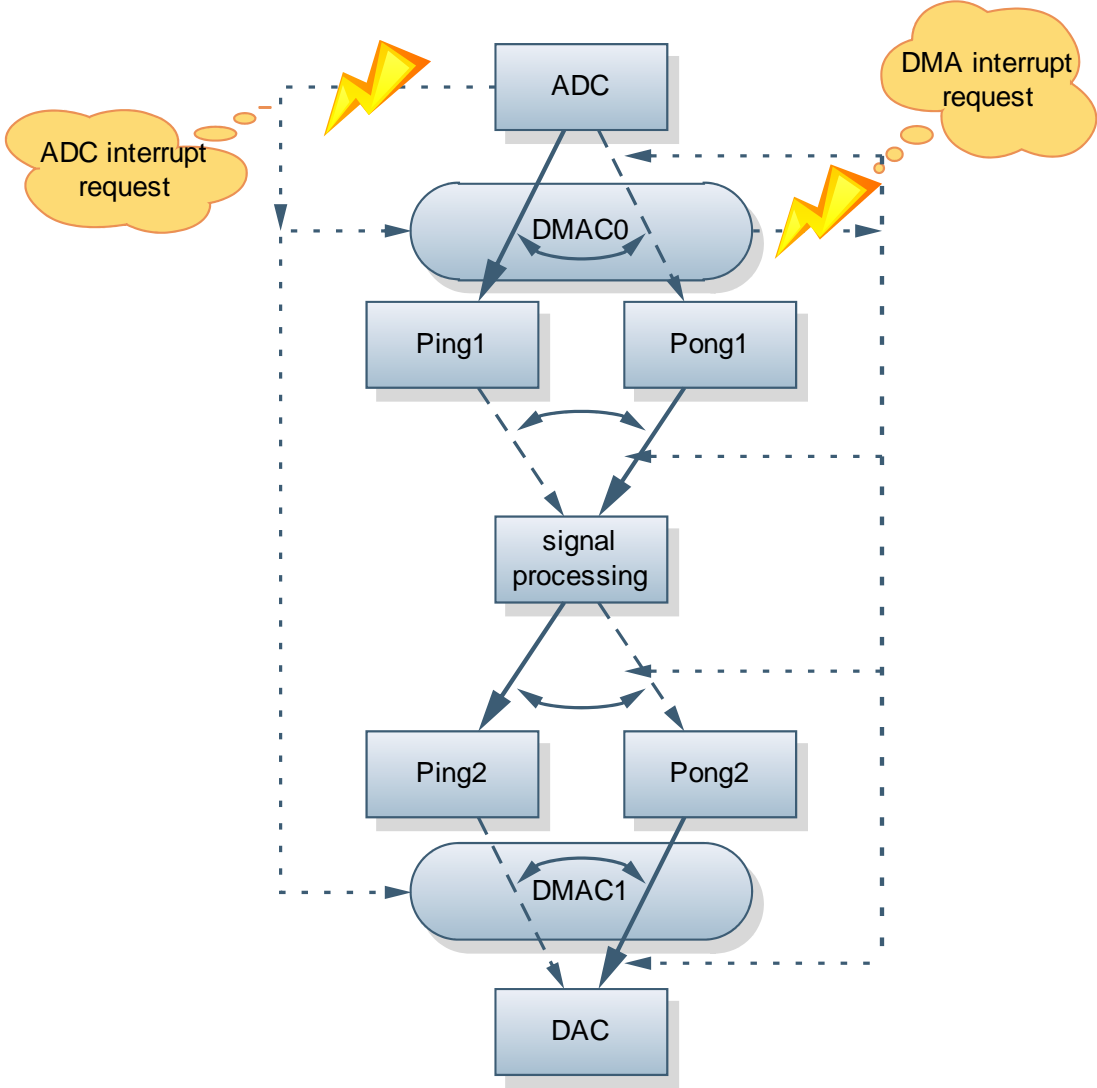 ADC
DMA interrupt
request
ADC interrupt
request
DMAC0
Ping1
Pong1
signal
processing
Ping2
Pong2
DMAC1
DAC